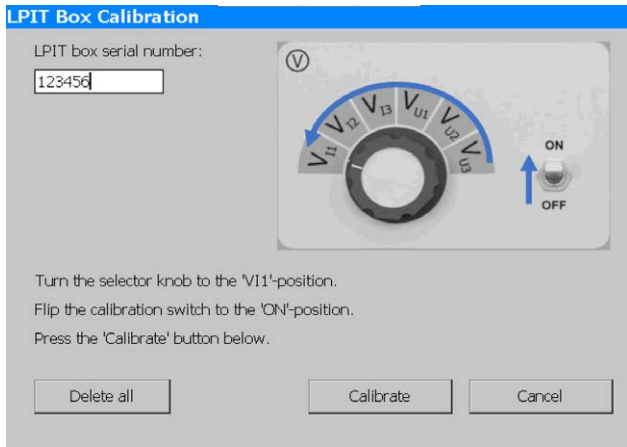 LPIT Box Calibration
LPIT box serial number:
123456
V
VI1 VI2 VI3 VU1 VU2 VU3
ON
OFF
Turn the selector knob to the 'VI1'-position.
Flip the calibration switch to the 'ON'-position.
Press the 'Calibrate' button below.
Delete all
Calibrate
Cancel